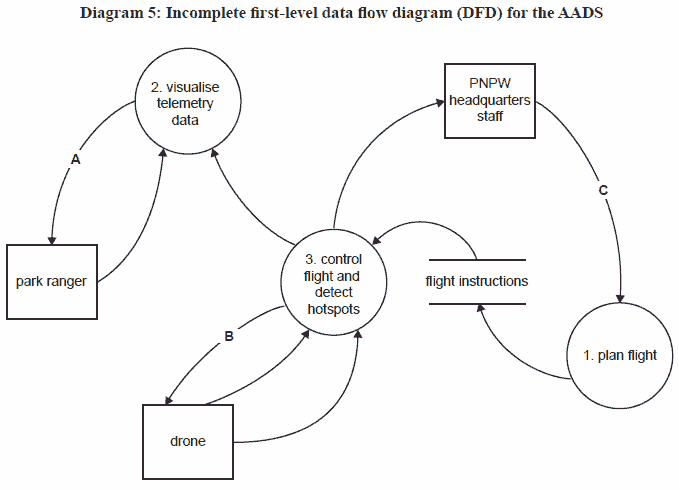 Diagram 5: Incomplete first-level data flow diagram (DFD) for the AADS
2. visualise
telemetry
data
PNPW
headquarters
staff
A
C
park ranger
3. control
flight and
detect
hotspots
flight instructions
B
1. plan flight
drone